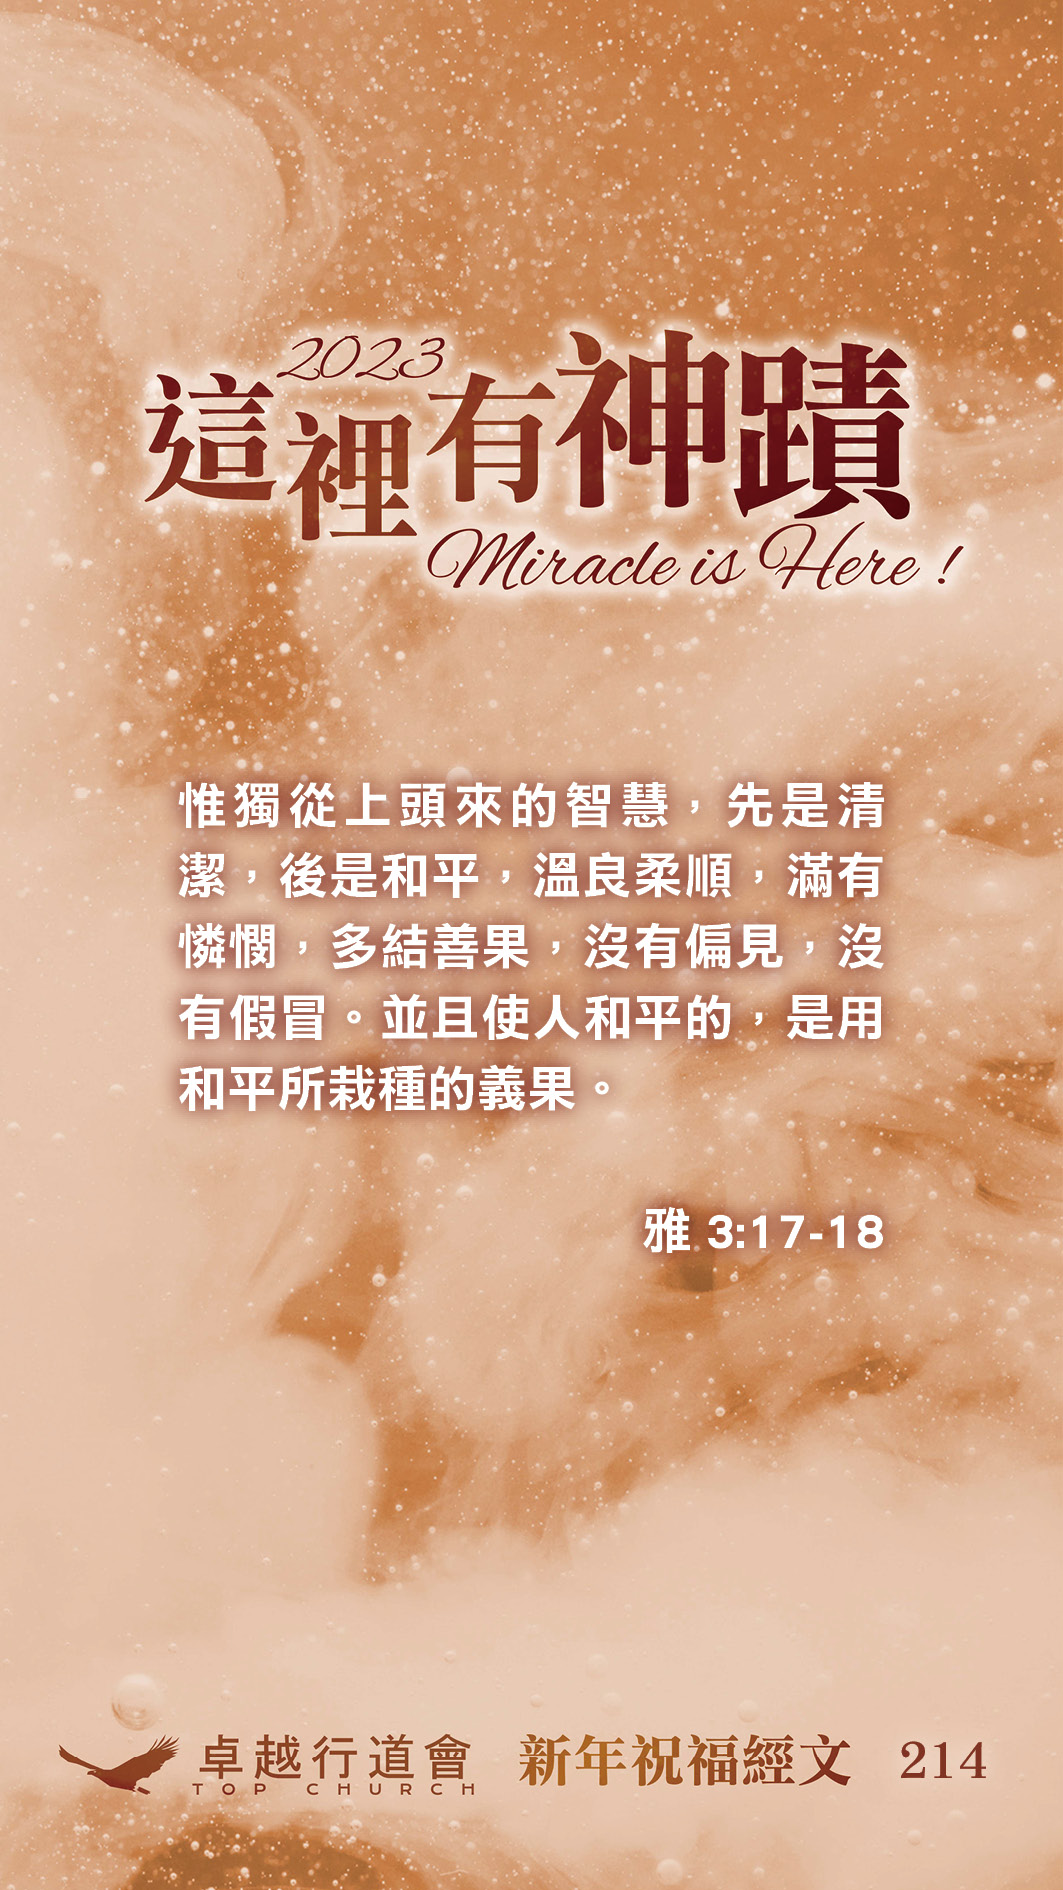 2023
這裡有神蹟
Miracle is Here!
惟獨從上頭來的智慧，先是清
潔，後是和平，溫良柔順，滿有
憐憫，多結善果，沒有偏見，沒
有假冒。並且使人和平的，是用
和平所栽種的義果。
雅 3:17-18
卓越行道會
TOP CHURCH
新年祝福經文 214